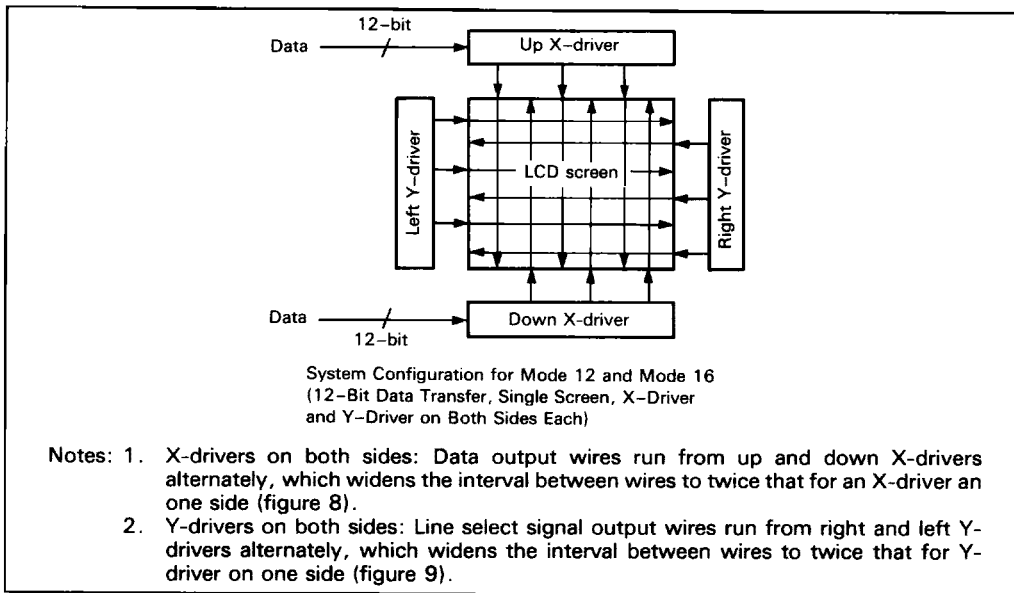 12-bit
Data
Up X-driver
Left Y-driver
LCD screen
Right Y-driver
Data
12-bit
Down X-driver
System Configuration for Mode 12 and Mode 16
(12-Bit Data Transfer, Single Screen, X-Driver
and Y-Driver on Both Sides Each)
Notes: 1. X-drivers on both sides: Data output wires run from up and down X-drivers
alternately, which widens the interval between wires to twice that for an X-driver an
one side (figure 8).
2. Y-drivers on both sides: Line select signal output wires run from right and left Y-
drivers alternately, which widens the interval between wires to twice that for Y-
driver on one side (figure 9).